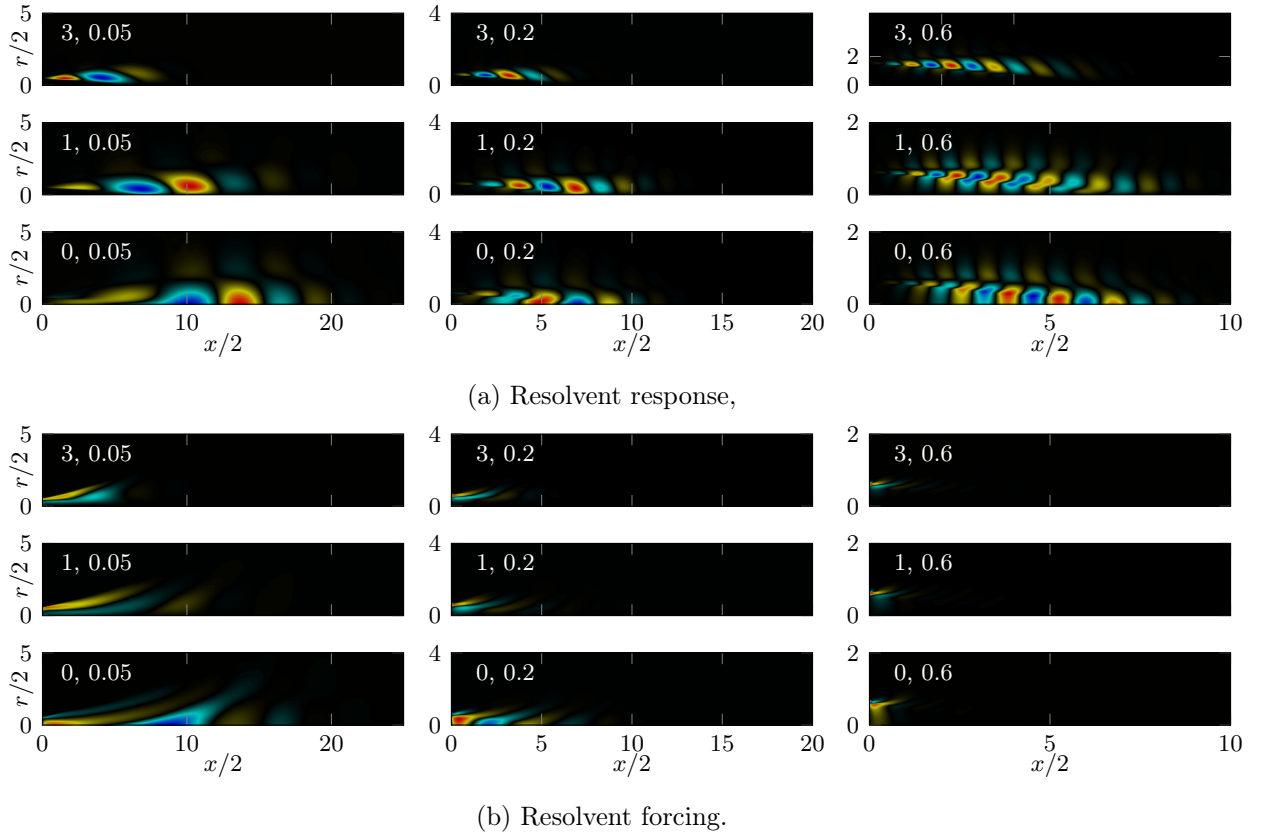 5 r/2 0 3, 0.05
4 0 3, 0.2
2 0 3, 0.6
5 r/2 0 1, 0.05
4 0 1, 0.2
2 0 1, 0.6
5 r/2 0 0, 0.05
4 0 0, 0.2
2 0 0, 0.6
0 10 20
0 5 10 15 20
0 5 10
x/2 x/2 x/2
(a) Resolvent response,
5 r/2 0 3, 0.05
4 0 3, 0.2
2 0 3, 0.6
5 r/2 0 1, 0.05
4 0 1, 0.2
2 0 1, 0.6
5 r/2 0 0, 0.05
4 0 0, 0.2
2 0 0, 0.6
0 10 20
0 5 10 15 20
0 5 10
x/2 x/2 x/2
(b) Resolvent forcing.